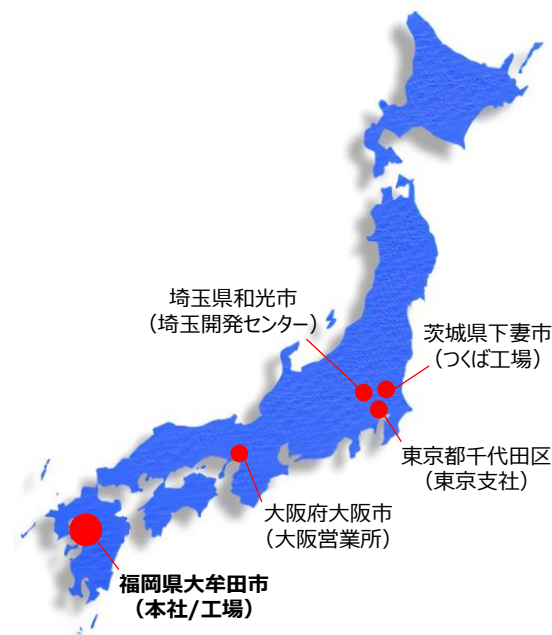 埼玉県和光市
（埼玉開発センター）
茨城県下妻市
（つくば工場）
東京都千代田区
（東京支社）
大阪府大阪市
（大阪営業所）
福岡県大牟田市
（本社/工場）